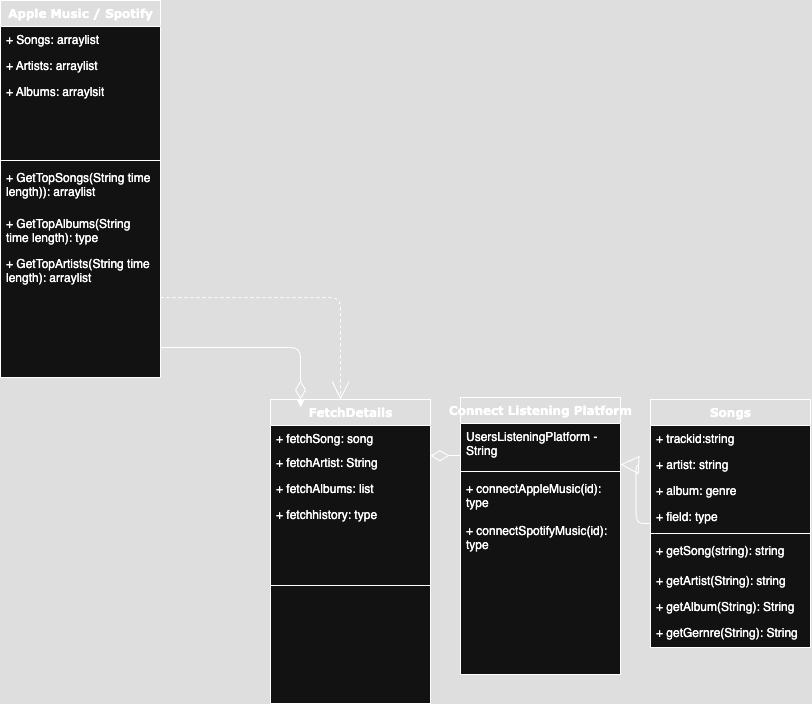 Apple Music / Spotify
+ Songs: arraylist
+ Artists: arraylist
+ Albums: arraylsit
+ GetTopSongs(String time
length)): arraylist
+ GetTopAlbums(String
time length): type
+ GetTopArtists(String time
length): arraylist
FetchDetails
+ fetchSong: song
+ fetchArtist: String
+ fetchAlbums: list
+ fetchhistory: type
Connect Listening Platform
UsersListeningPlatform -
String
+ connectAppleMusic(id):
type
+ connectSpotifyMusic(id):
type
Songs
+ trackid:string
+ artist: string
+ album: genre
+ field: type
+ getSong(string): string
+ getArtist(String): string
+ getAlbum(String): String
+ getGernre(String): String